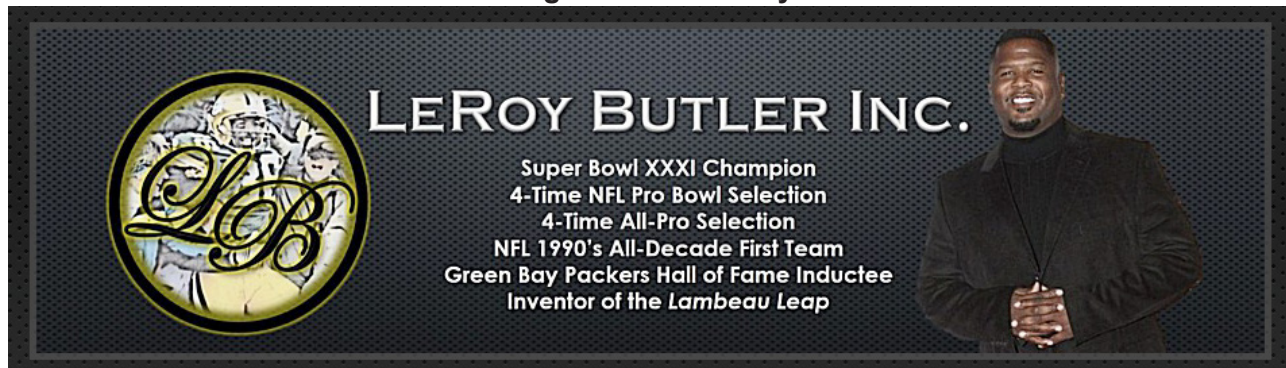 LEROY BUTLER INC.
Super Bowl XXXI Champion
4-Time NFL Pro Bowl Selection
4-Time All-Pro Selection
NFL 1990's All-Decade First Team
Green Bay Packers Hall of Fame Inductee
Inventor of the Lambeau Leap
LB